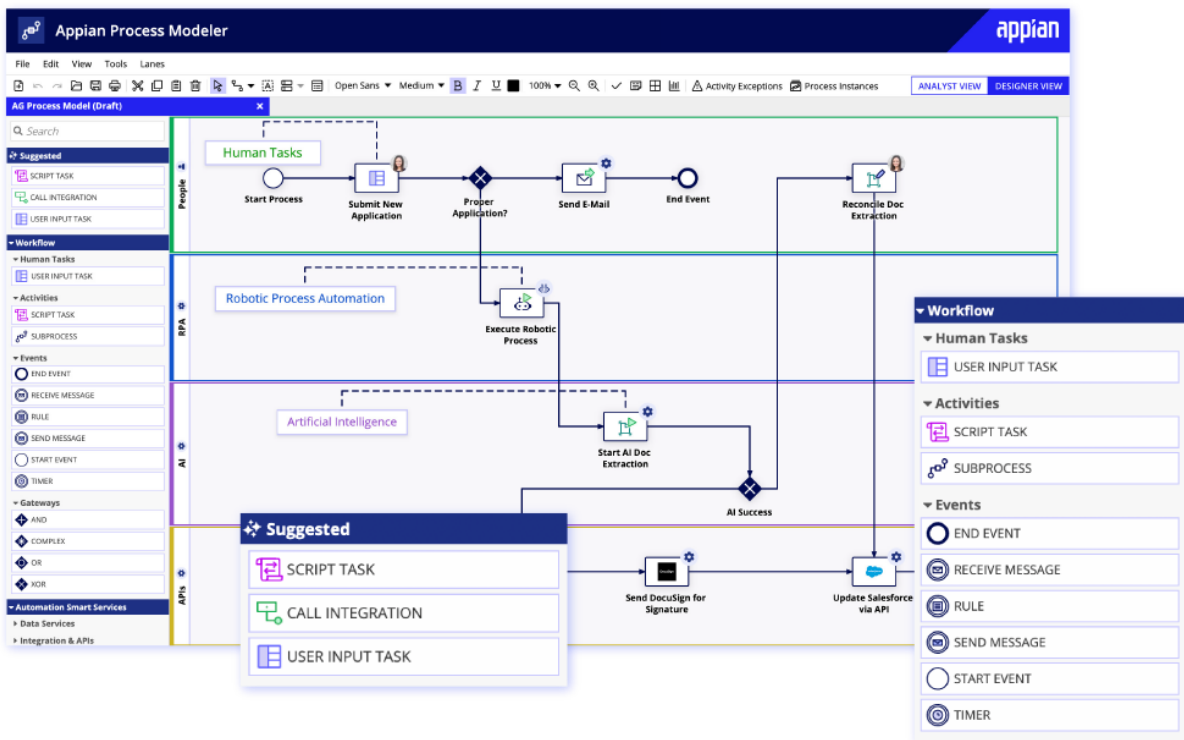 Appian Process Modeler
appian
File Edit View Tools Lanes
Open Sans Medium B I U 100% Activity Exceptions Process Instances ANALYST VIEW DESIGNER VIEW
AG Process Model (Draft) x
Search
Suggested
SCRIPT TASK
CALL INTEGRATION
USER INPUT TASK
Workflow
Human Tasks
USER INPUT TASK
Activities
SCRIPT TASK
SUBPROCESS
Events
END EVENT
RECEIVE MESSAGE
RULE
SEND MESSAGE
START EVENT
TIMER
Gateways
AND
COMPLEX
OR
XOR
Automation Smart Services
Data Services
Integration & APIs
People
Human Tasks
Start Process
Submit New
Application
Proper
Application?
Send E-Mail
End Event
Reconcile Doc
Extraction
RPA
Robotic Process Automation
Execute Robotic
Process
AI
Artificial Intelligence
Start AI Doc
Extraction
AI Success
APIs
Send DocuSign for
Signature
Update Salesforce
via API
Suggested
SCRIPT TASK
CALL INTEGRATION
USER INPUT TASK
Workflow
Human Tasks
USER INPUT TASK
Activities
SCRIPT TASK
SUBPROCESS
Events
END EVENT
RECEIVE MESSAGE
RULE
SEND MESSAGE
START EVENT
TIMER